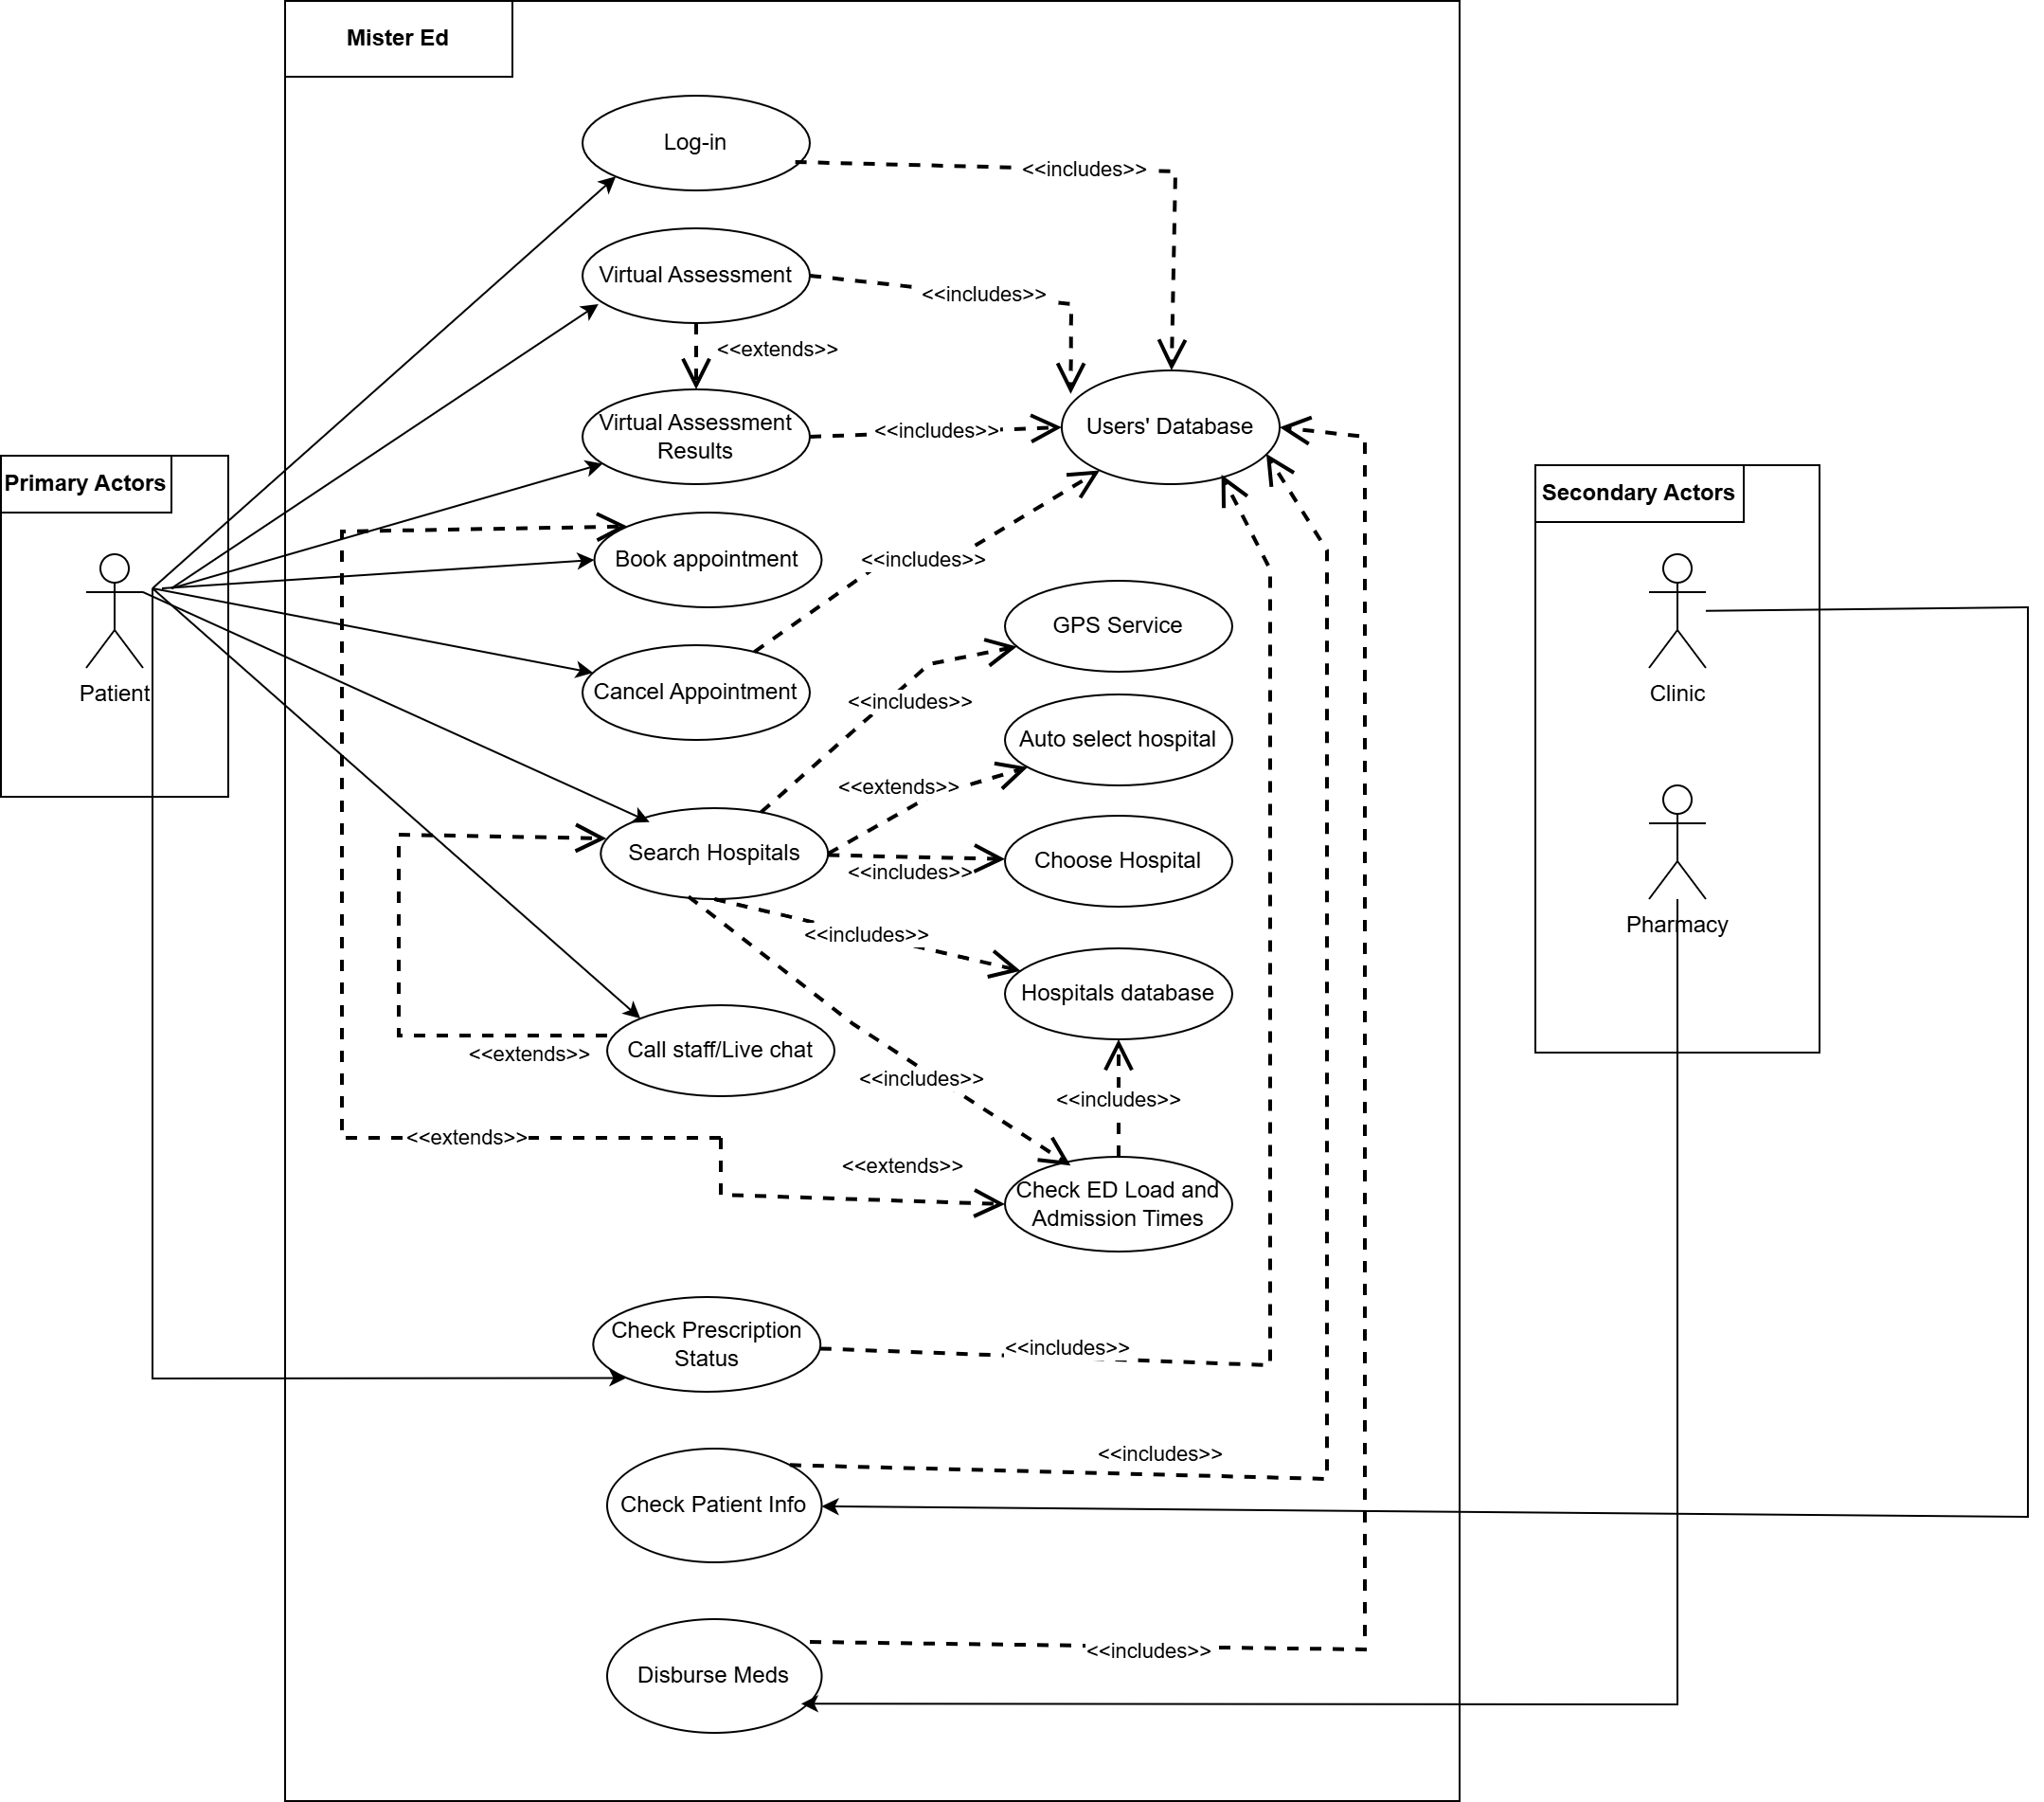 Mister Ed
Log-in
<<includes>>
Virtual Assessment
<<includes>>
<<extends>>
Virtual Assessment
Results
<<includes>>
Users' Database
Primary Actors
Secondary Actors
Book appointment
<<includes>>
GPS Service
Patient
Cancel Appointment
<<includes>>
Clinic
Auto select hospital
<<extends>>
Search Hospitals
Choose Hospital
<<includes>>
Pharmacy
<<includes>>
Hospitals database
Call staff/Live chat
<<extends>>
<<includes>>
<<includes>>
<<extends>>
<<extends>>
Check ED Load and
Admission Times
Check Prescription
Status
<<includes>>
<<includes>>
Check Patient Info
<<includes>>
Disburse Meds